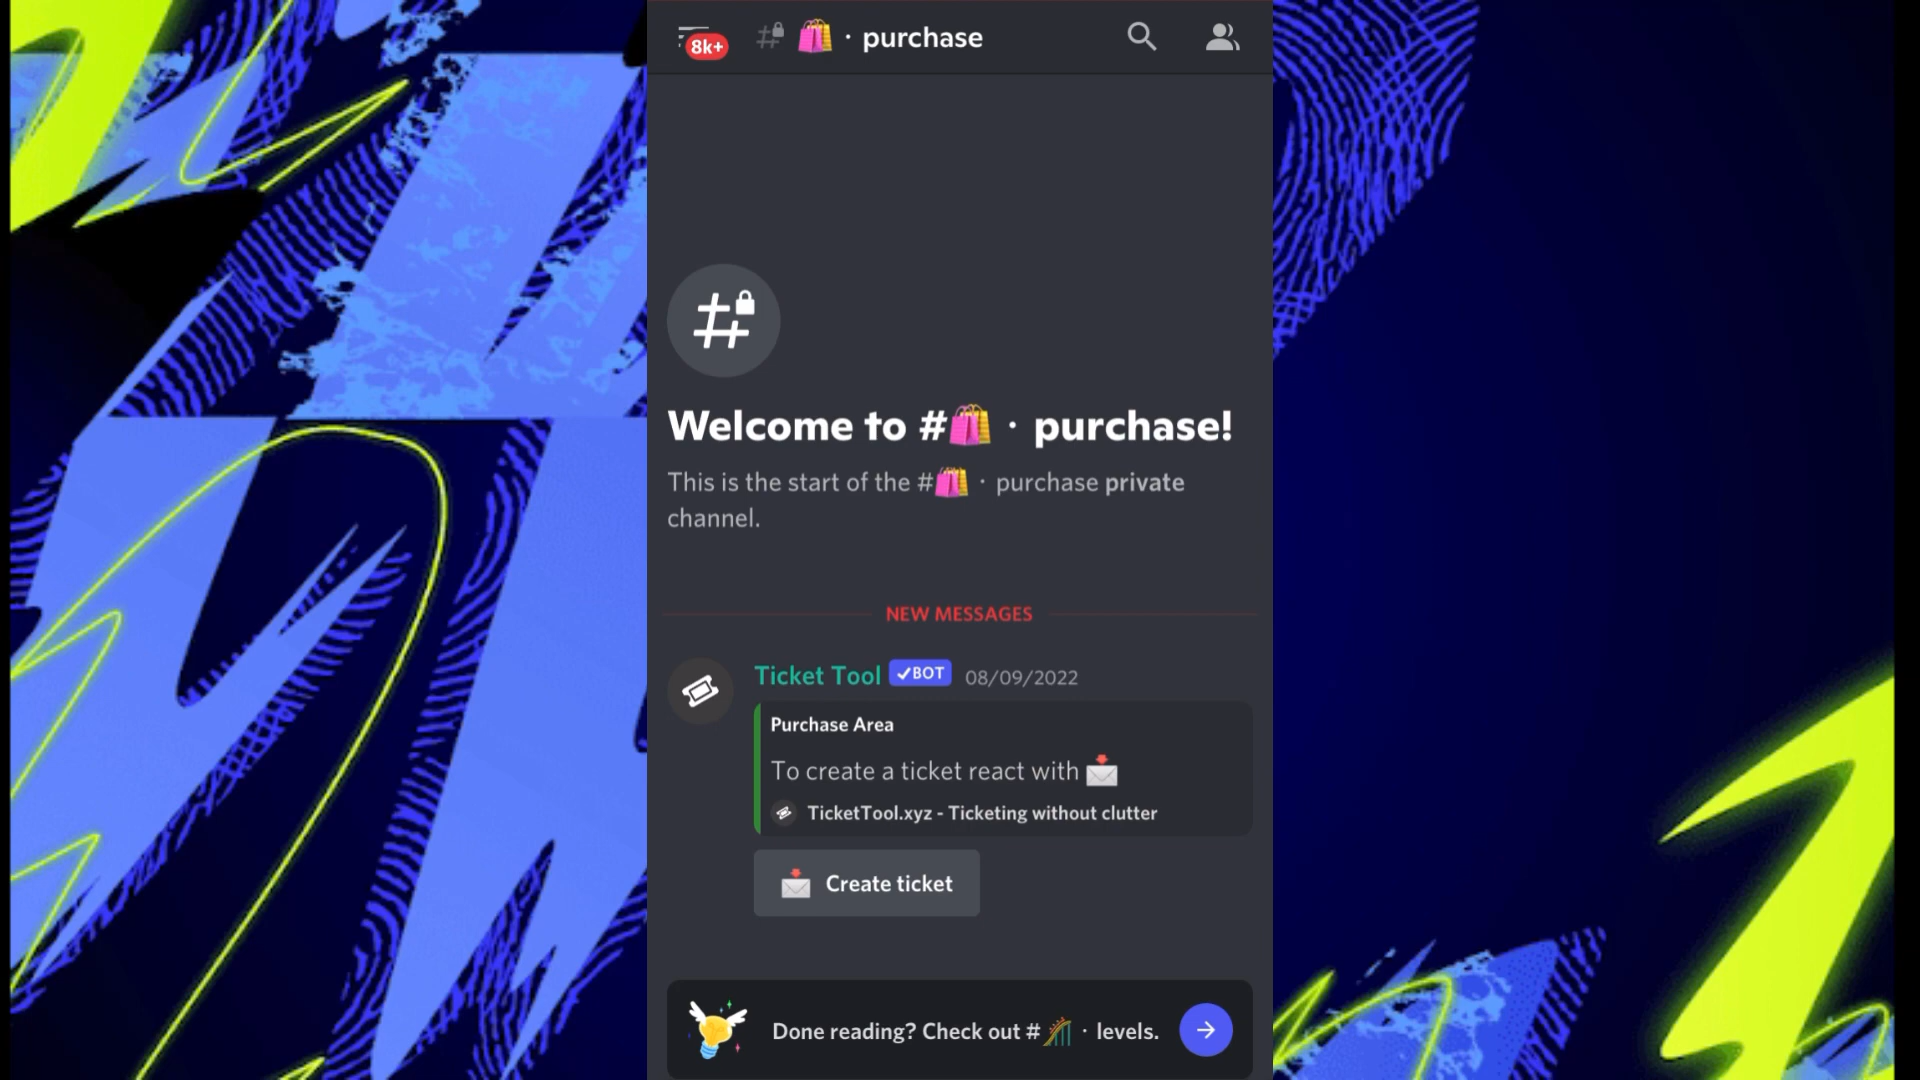 8k+
# 🛍️ · purchase
Welcome to #🛍️ · purchase!
This is the start of the #🛍️ · purchase private
channel.
NEW MESSAGES
Ticket Tool ✓BOT 08/09/2022
Purchase Area
To create a ticket react with 📩
TicketTool.xyz - Ticketing without clutter
📩 Create ticket
Done reading? Check out #🎢 · levels.